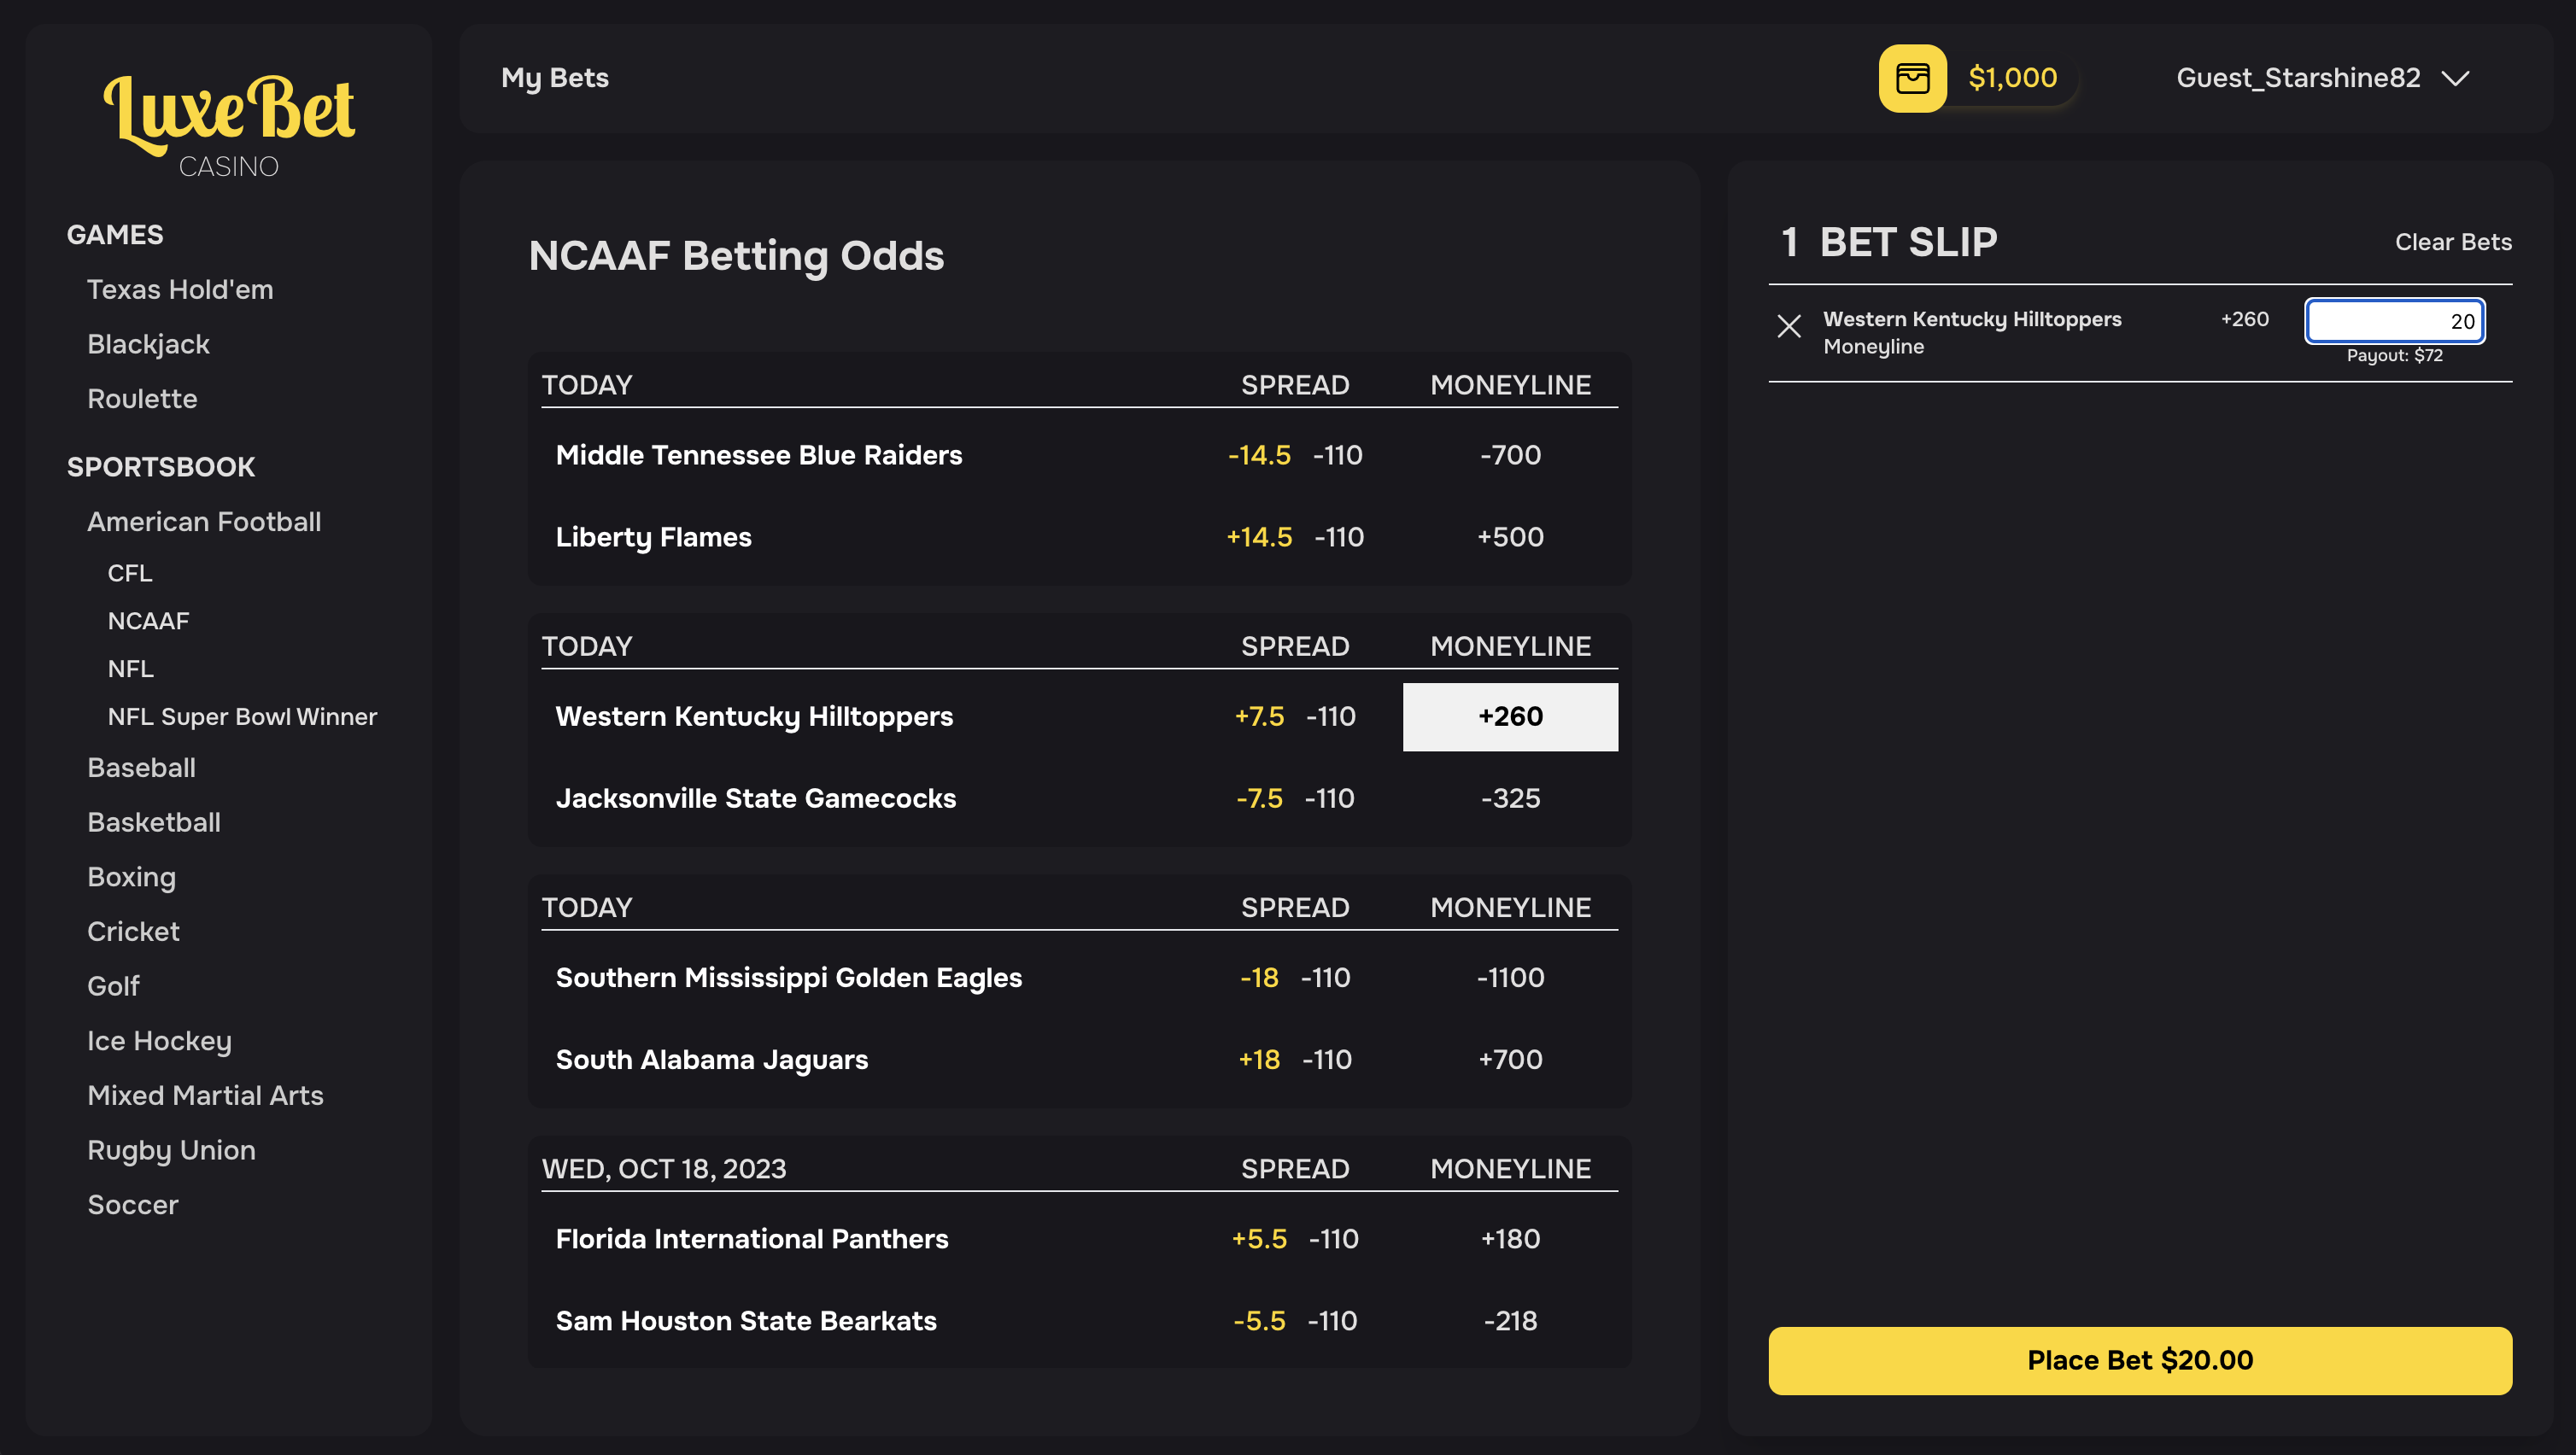 LuxeBet
CASINO
GAMES
Texas Hold'em
Blackjack
Roulette
SPORTSBOOK
American Football
CFL
NCAAF
NFL
NFL Super Bowl Winner
Baseball
Basketball
Boxing
Cricket
Golf
Ice Hockey
Mixed Martial Arts
Rugby Union
Soccer
My Bets $1,000 Guest_Starshine82
NCAAF Betting Odds
TODAY SPREAD MONEYLINE
Middle Tennessee Blue Raiders -14.5 -110 -700
Liberty Flames +14.5 -110 +500
TODAY SPREAD MONEYLINE
Western Kentucky Hilltoppers +7.5 -110 +260
Jacksonville State Gamecocks -7.5 -110 -325
TODAY SPREAD MONEYLINE
Southern Mississippi Golden Eagles -18 -110 -1100
South Alabama Jaguars +18 -110 +700
WED, OCT 18, 2023 SPREAD MONEYLINE
Florida International Panthers +5.5 -110 +180
Sam Houston State Bearkats -5.5 -110 -218
1 BET SLIP Clear Bets
Western Kentucky Hilltoppers +260 20
Moneyline
Payout: $72
Place Bet $20.00